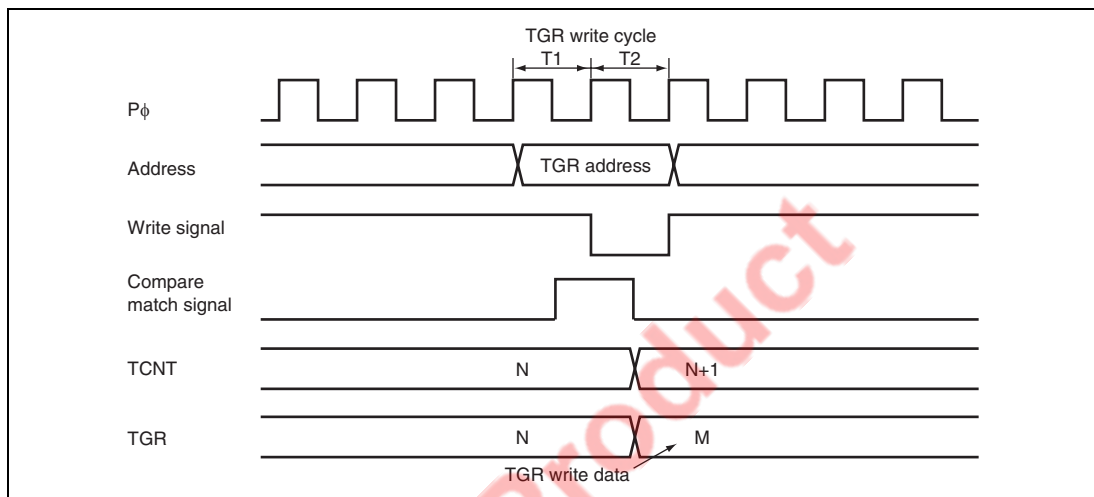 TGR write cycle
T1 T2
Pϕ
Address TGR address
Write signal
Compare
match signal
TCNT N N+1
TGR N M
TGR write data
Product